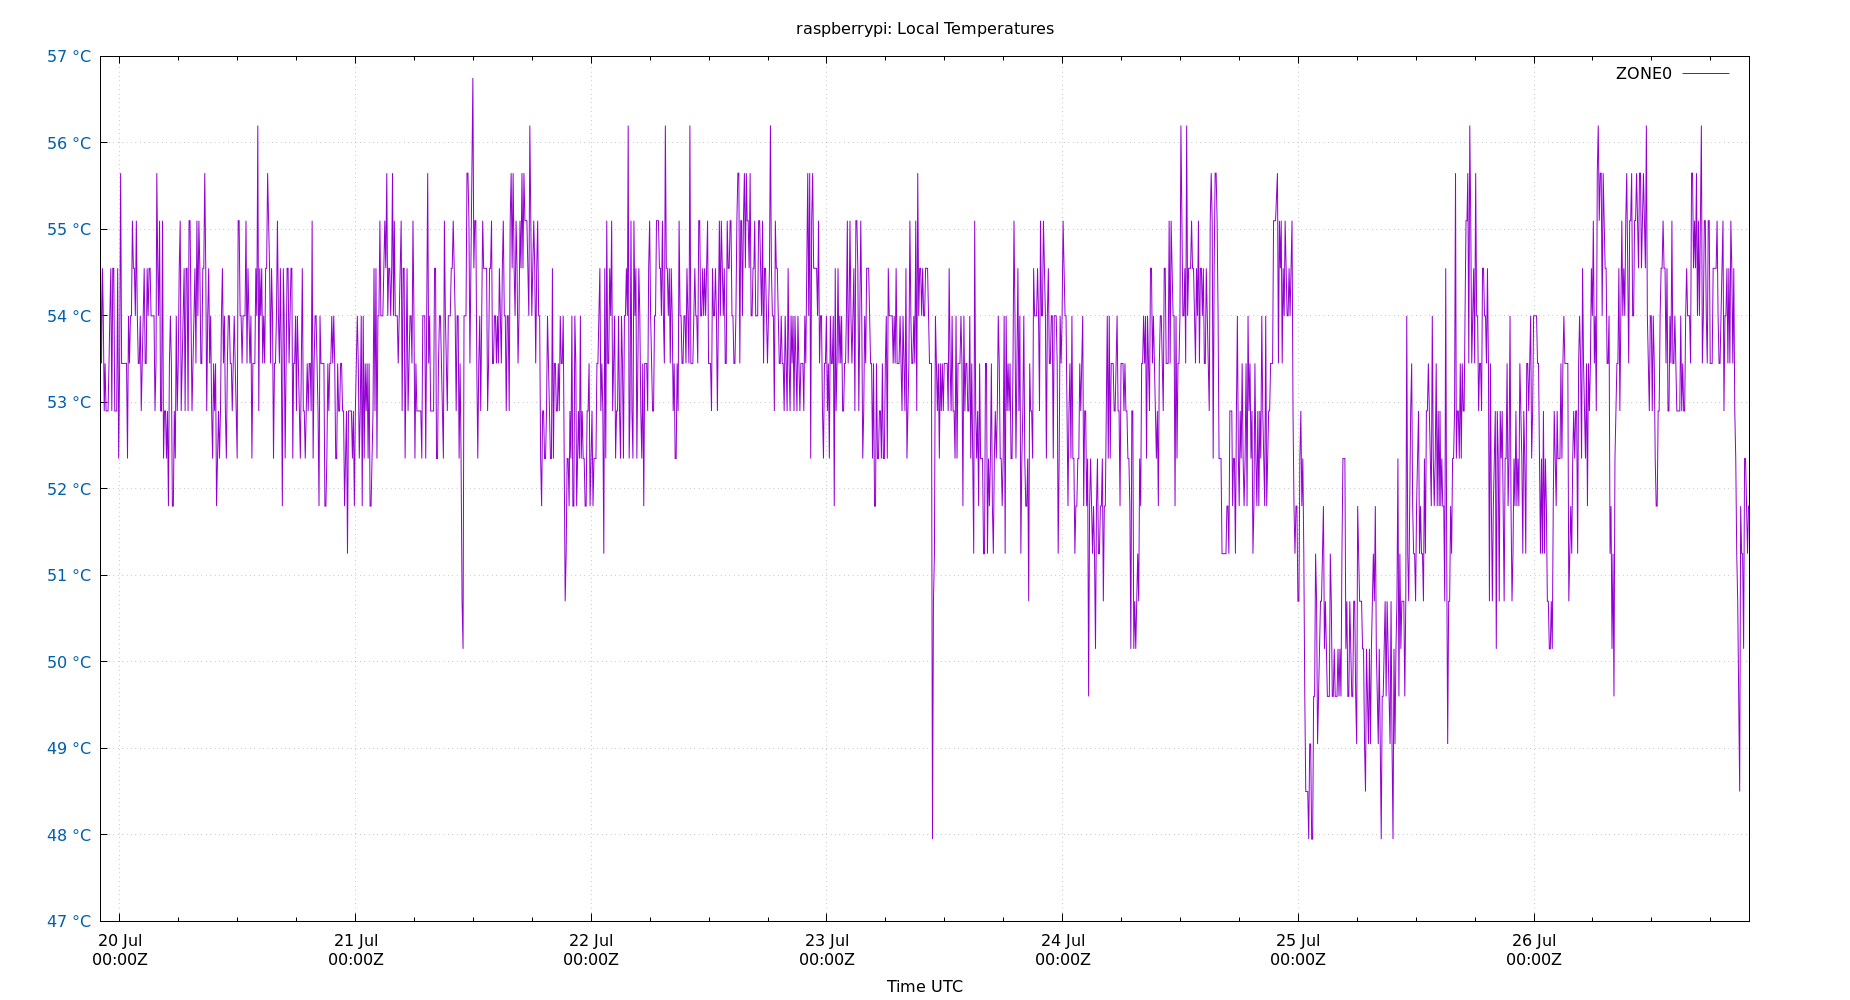 raspberrypi: Local Temperatures
57 °C
ZONE0
56 °C
55 °C
54 °C
53 °C
52 °C
51 °C
50 °C
49 °C
48 °C
47 °C
20 Jul 21 Jul 22 Jul 23 Jul 24 Jul 25 Jul 26 Jul
00:00Z 00:00Z 00:00Z 00:00Z 00:00Z 00:00Z 00:00Z
Time UTC